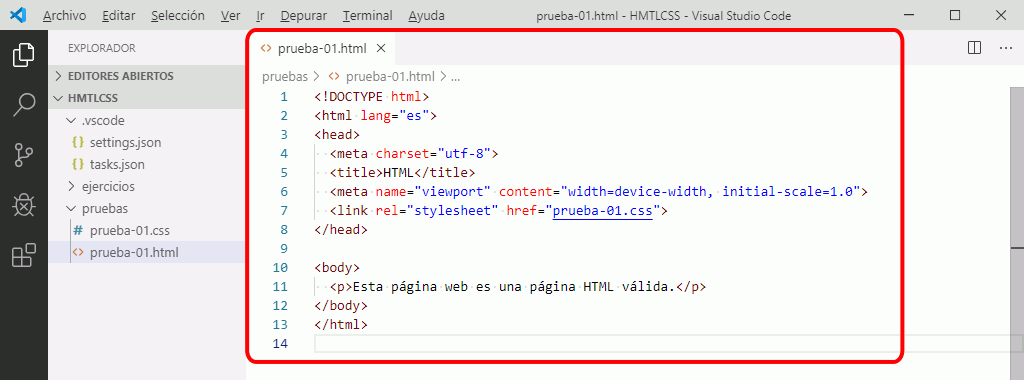 Archivo Editar Selección Ver Ir Depurar Terminal Ayuda prueba-01.html - HMTLCSS - Visual Studio Code
EXPLORADOR
EDITORES ABIERTOS
HMTLCSS
.vscode
settings.json
tasks.json
ejercicios
pruebas
prueba-01.css
prueba-01.html
prueba-01.html
pruebas > prueba-01.html > ...
1 <!DOCTYPE html>
2 <html lang="es">
3 <head>
4 <meta charset="utf-8">
5 <title>HTML</title>
6 <meta name="viewport" content="width=device-width, initial-scale=1.0">
7 <link rel="stylesheet" href="prueba-01.css">
8 </head>
9
10 <body>
11 <p>Esta página web es una página HTML válida.</p>
12 </body>
13 </html>
14